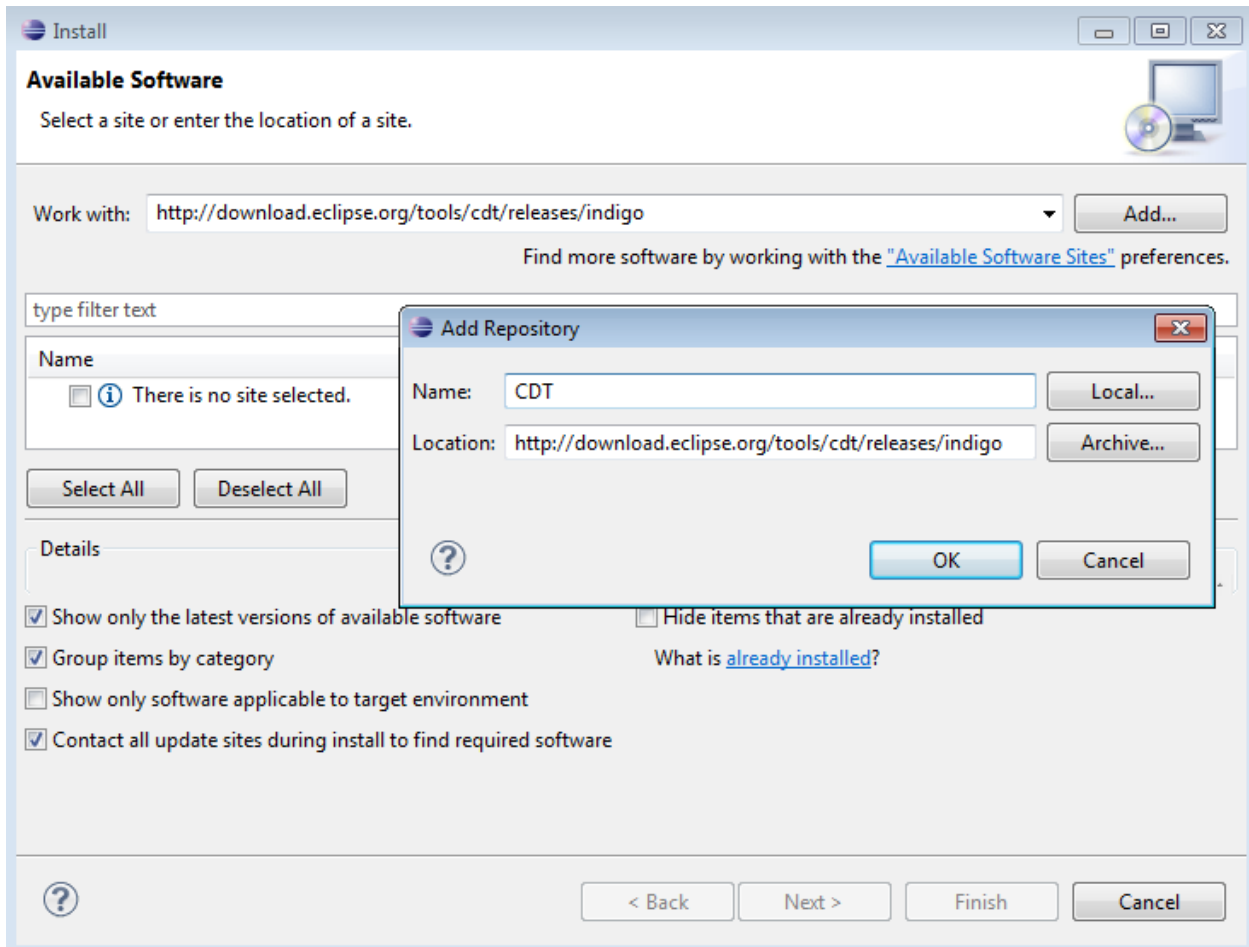 Install
Available Software
Select a site or enter the location of a site.
Work with: http://download.eclipse.org/tools/cdt/releases/indigo Add...
Find more software by working with the "Available Software Sites" preferences.
type filter text
Name
There is no site selected.
Add Repository
Name: CDT Local...
Location: http://download.eclipse.org/tools/cdt/releases/indigo Archive...
OK Cancel
Select All Deselect All
Details
Show only the latest versions of available software Hide items that are already installed
Group items by category What is already installed?
Show only software applicable to target environment
Contact all update sites during install to find required software
< Back Next > Finish Cancel